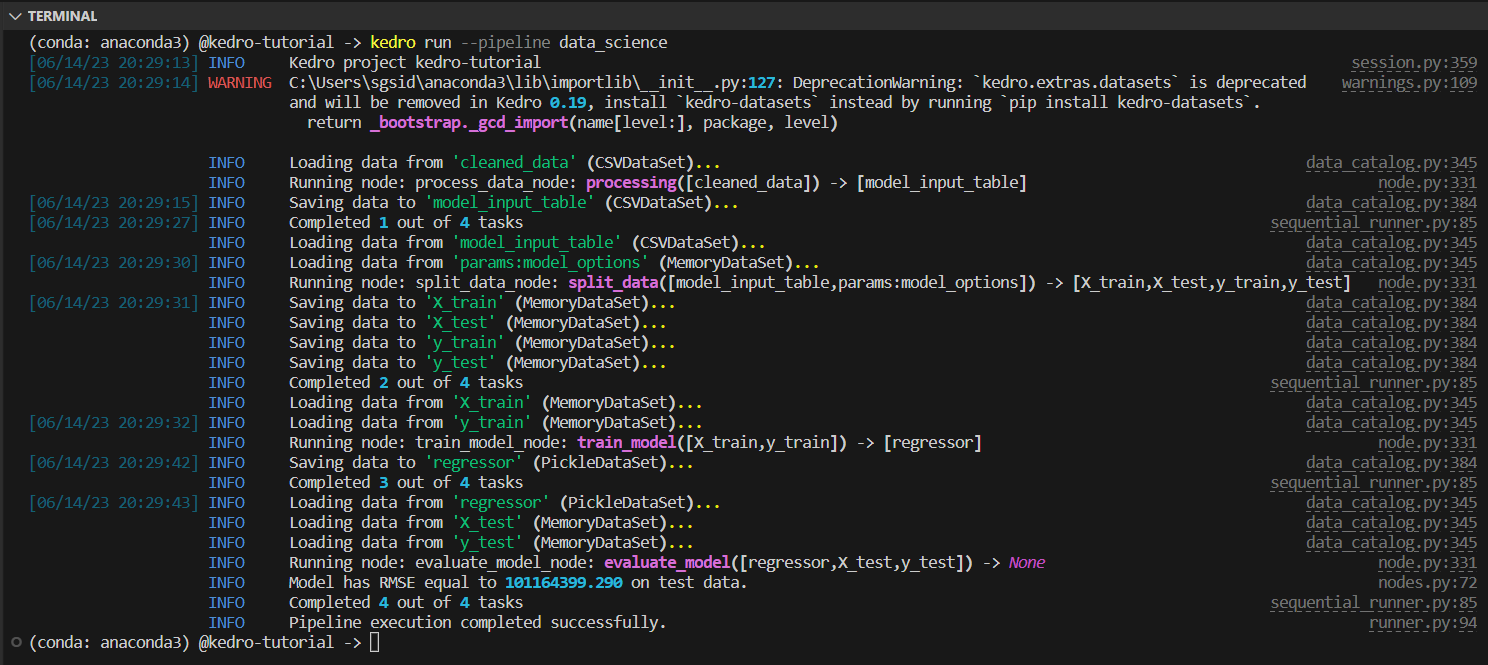 TERMINAL
(conda: anaconda3) @kedro-tutorial -> kedro run --pipeline data_science
[06/14/23 20:29:13] INFO Kedro project kedro-tutorial session.py:359
[06/14/23 20:29:14] WARNING C:\Users\sgsid\anaconda3\lib\importlib\__init__.py:127: DeprecationWarning: `kedro.extras.datasets` is deprecated warnings.py:109
and will be removed in Kedro 0.19, install `kedro-datasets` instead by running `pip install kedro-datasets`.
return _bootstrap._gcd_import(name[level:], package, level)
INFO Loading data from 'cleaned_data' (CSVDataSet)... data_catalog.py:345
INFO Running node: process_data_node: processing([cleaned_data]) -> [model_input_table] node.py:331
[06/14/23 20:29:15] INFO Saving data to 'model_input_table' (CSVDataSet)... data_catalog.py:384
[06/14/23 20:29:27] INFO Completed 1 out of 4 tasks sequential_runner.py:85
INFO Loading data from 'model_input_table' (CSVDataSet)... data_catalog.py:345
[06/14/23 20:29:30] INFO Loading data from 'params:model_options' (MemoryDataSet)... data_catalog.py:345
INFO Running node: split_data_node: split_data([model_input_table,params:model_options]) -> [X_train,X_test,y_train,y_test] node.py:331
[06/14/23 20:29:31] INFO Saving data to 'X_train' (MemoryDataSet)... data_catalog.py:384
INFO Saving data to 'X_test' (MemoryDataSet)... data_catalog.py:384
INFO Saving data to 'y_train' (MemoryDataSet)... data_catalog.py:384
INFO Saving data to 'y_test' (MemoryDataSet)... data_catalog.py:384
INFO Completed 2 out of 4 tasks sequential_runner.py:85
INFO Loading data from 'X_train' (MemoryDataSet)... data_catalog.py:345
[06/14/23 20:29:32] INFO Loading data from 'y_train' (MemoryDataSet)... data_catalog.py:345
INFO Running node: train_model_node: train_model([X_train,y_train]) -> [regressor] node.py:331
[06/14/23 20:29:42] INFO Saving data to 'regressor' (PickleDataSet)... data_catalog.py:384
INFO Completed 3 out of 4 tasks sequential_runner.py:85
[06/14/23 20:29:43] INFO Loading data from 'regressor' (PickleDataSet)... data_catalog.py:345
INFO Loading data from 'X_test' (MemoryDataSet)... data_catalog.py:345
INFO Loading data from 'y_test' (MemoryDataSet)... data_catalog.py:345
INFO Running node: evaluate_model_node: evaluate_model([regressor,X_test,y_test]) -> None node.py:331
INFO Model has RMSE equal to 101164399.290 on test data. nodes.py:72
INFO Completed 4 out of 4 tasks sequential_runner.py:85
INFO Pipeline execution completed successfully. runner.py:94
(conda: anaconda3) @kedro-tutorial ->